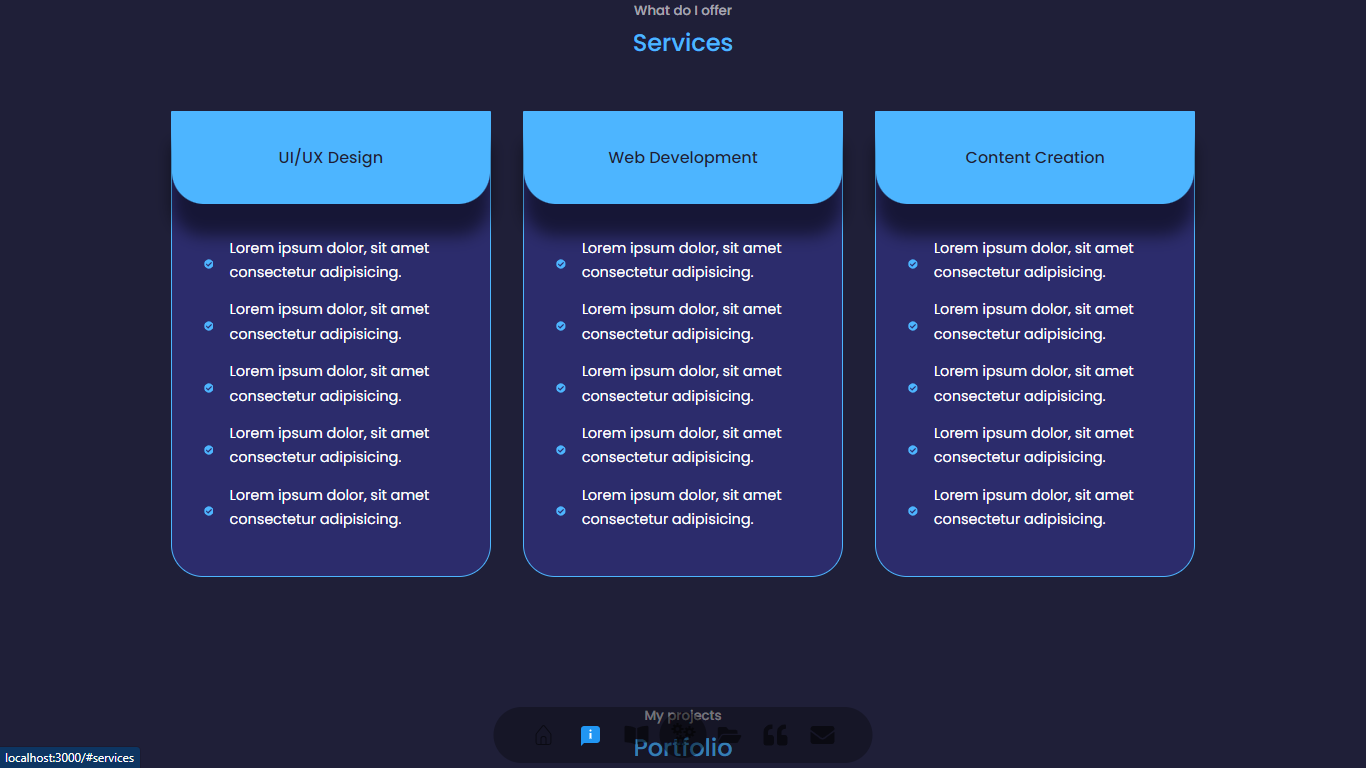 What do I offer
Services
UI/UX Design
Lorem ipsum dolor, sit amet
consectetur adipisicing.
Lorem ipsum dolor, sit amet
consectetur adipisicing.
Lorem ipsum dolor, sit amet
consectetur adipisicing.
Lorem ipsum dolor, sit amet
consectetur adipisicing.
Lorem ipsum dolor, sit amet
consectetur adipisicing.
Web Development
Lorem ipsum dolor, sit amet
consectetur adipisicing.
Lorem ipsum dolor, sit amet
consectetur adipisicing.
Lorem ipsum dolor, sit amet
consectetur adipisicing.
Lorem ipsum dolor, sit amet
consectetur adipisicing.
Lorem ipsum dolor, sit amet
consectetur adipisicing.
Content Creation
Lorem ipsum dolor, sit amet
consectetur adipisicing.
Lorem ipsum dolor, sit amet
consectetur adipisicing.
Lorem ipsum dolor, sit amet
consectetur adipisicing.
Lorem ipsum dolor, sit amet
consectetur adipisicing.
Lorem ipsum dolor, sit amet
consectetur adipisicing.
My projects
Portfolio
localhost:3000/#services